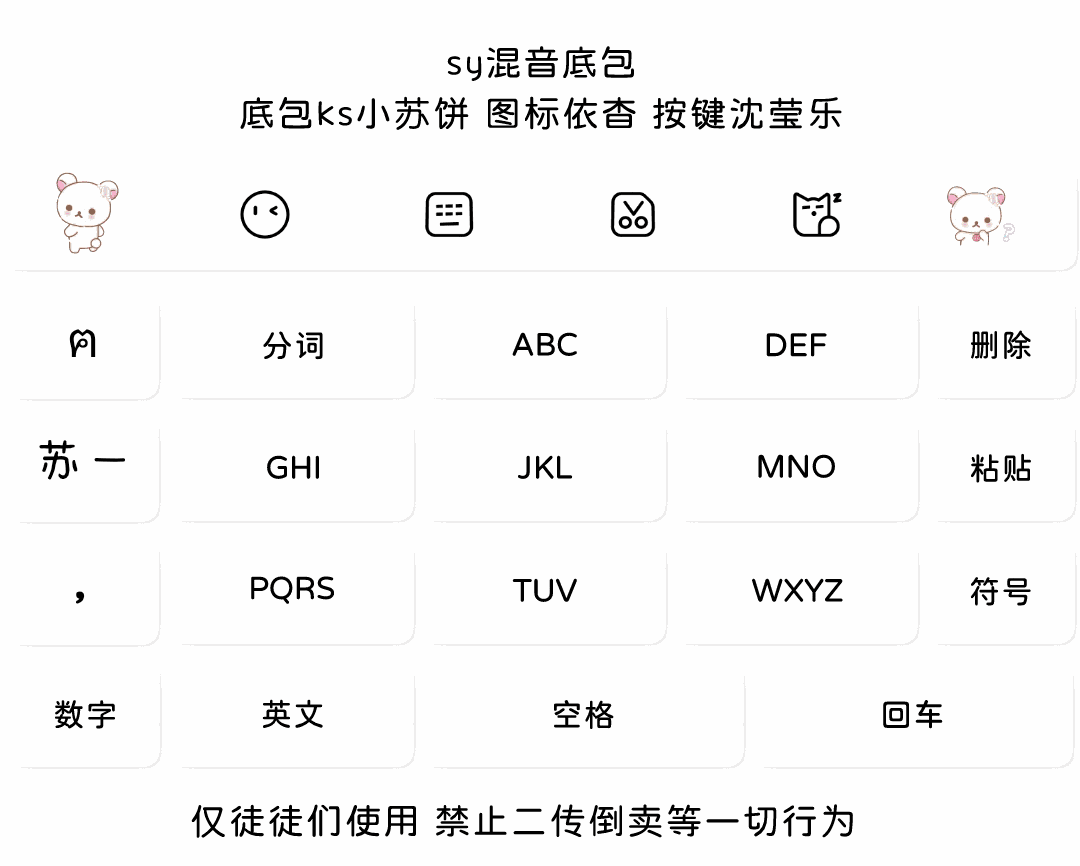 sy混音底包
底包ks小苏饼 图标依杳 按键沈莹乐
ฅ 分词 ABC DEF 删除
苏 一 GHI JKL MNO 粘贴
， PQRS TUV WXYZ 符号
数字 英文 空格 回车
仅徒徒们使用 禁止二传倒卖等一切行为